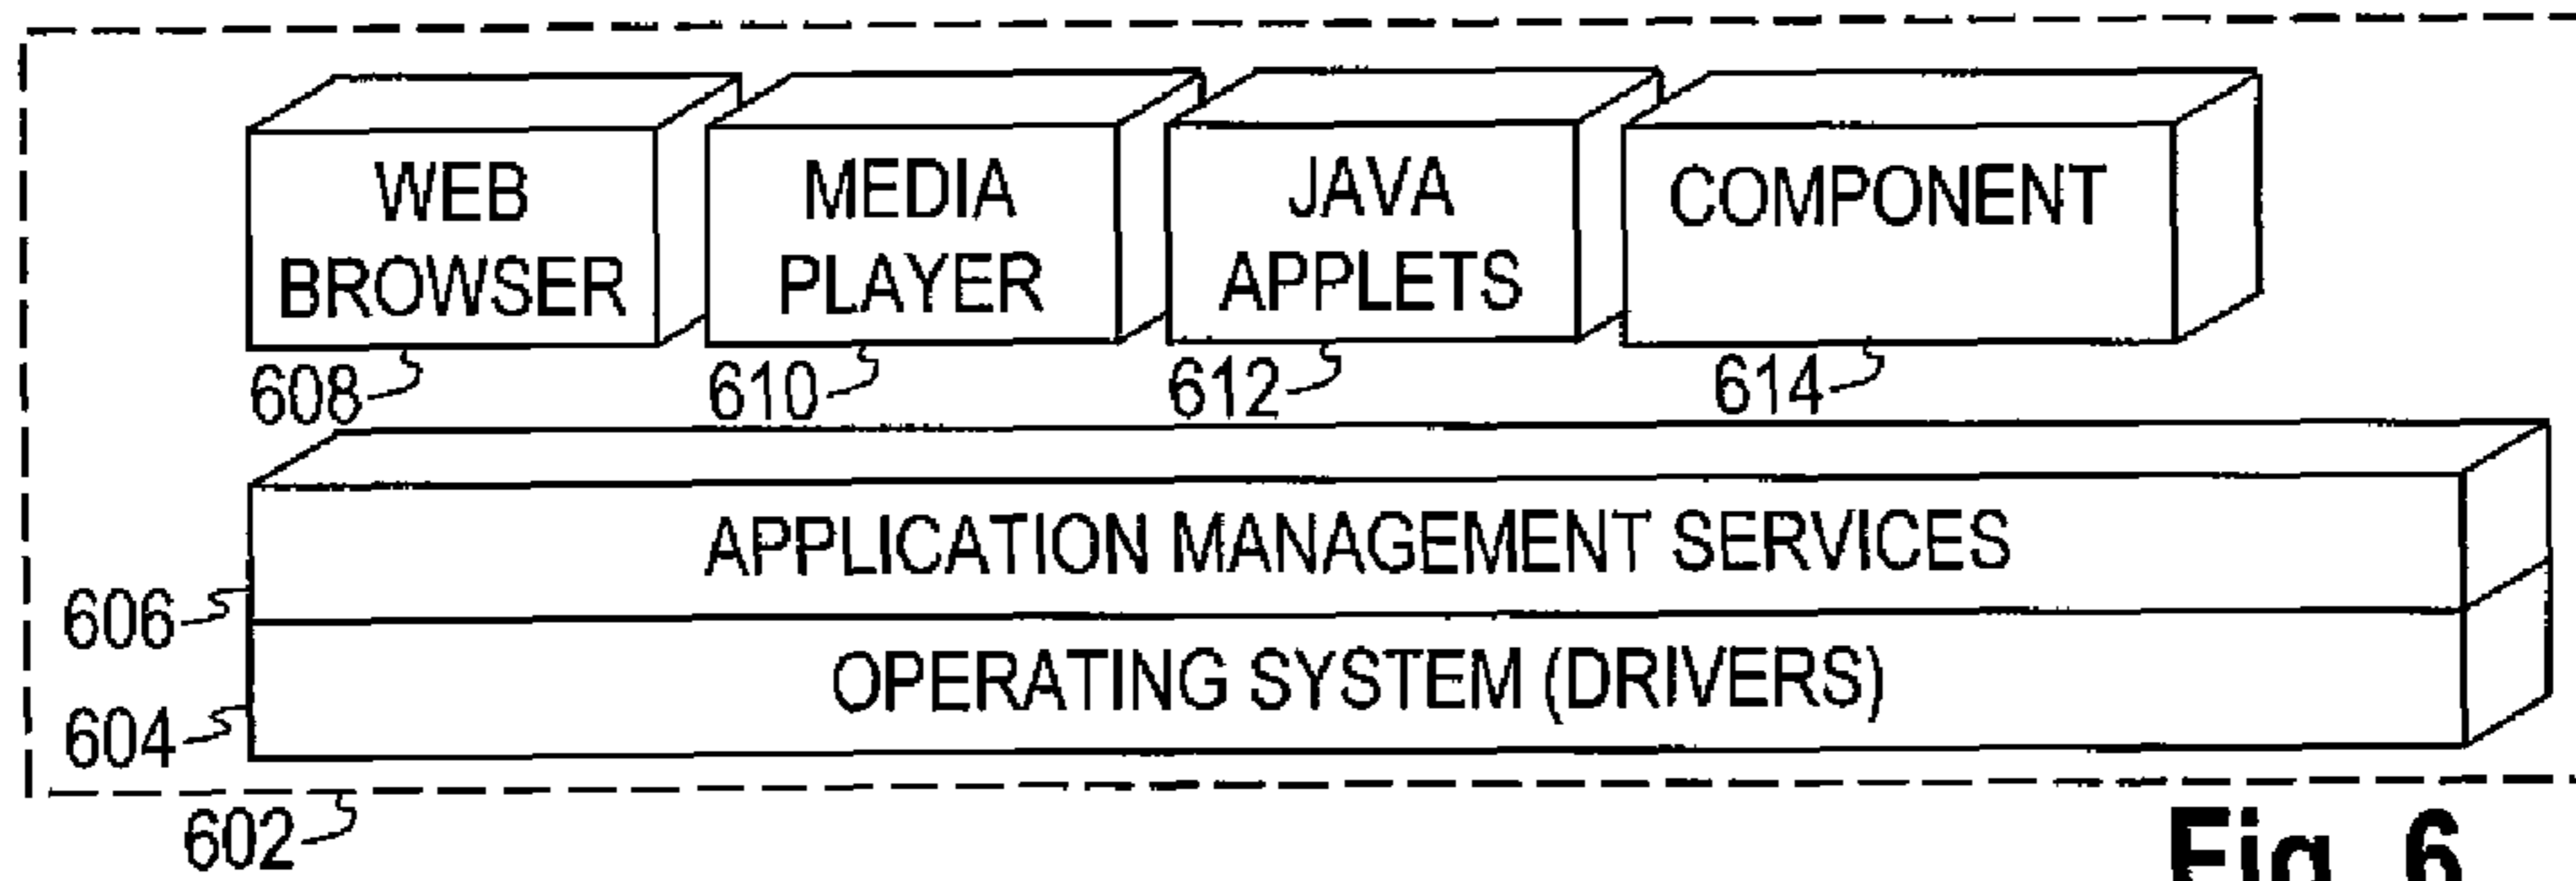 WEB
BROWSER
MEDIA
PLAYER
JAVA
APPLETS
COMPONENT
608
610
612
614
APPLICATION MANAGEMENT SERVICES
606
OPERATING SYSTEM (DRIVERS)
604
602
Fig. 6